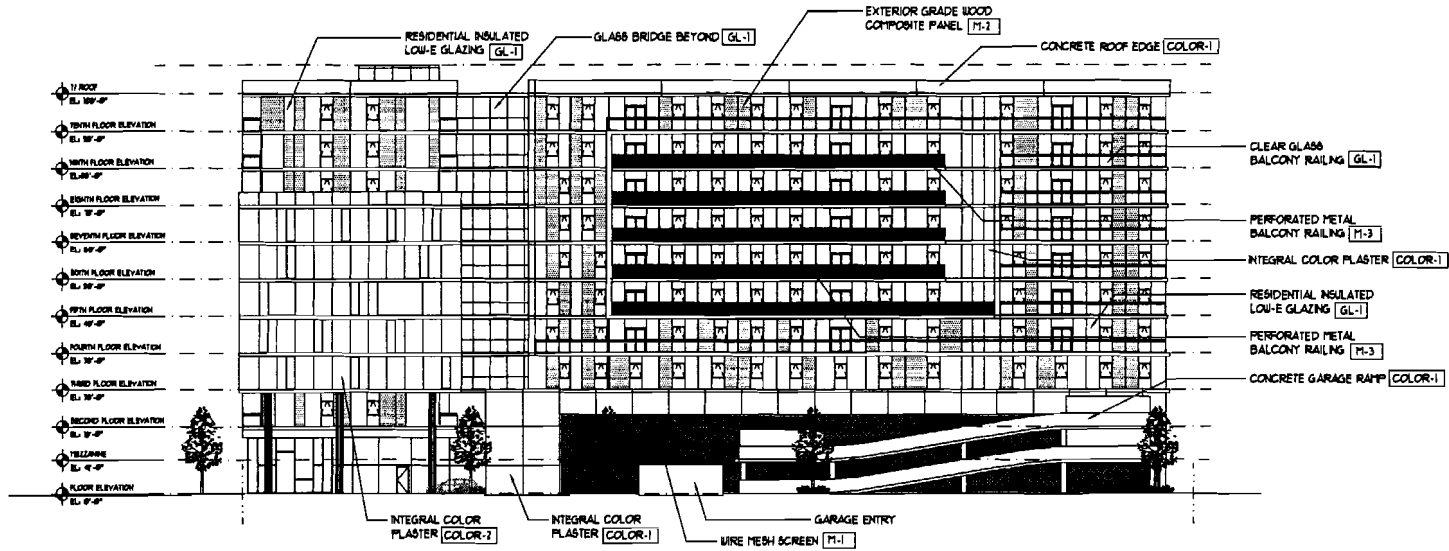 EXTERIOR GRADE WOOD
COMPOSITE PANEL M-2
RESIDENTIAL INSULATED
LOW-E GLAZING GL-1
GLASS BRIDGE BEYOND GL-1
CONCRETE ROOF EDGE COLOR-1
T/ ROOF
TENTH FLOOR ELEVATION
NINTH FLOOR ELEVATION
EIGHTH FLOOR ELEVATION
SEVENTH FLOOR ELEVATION
SIXTH FLOOR ELEVATION
FIFTH FLOOR ELEVATION
FOURTH FLOOR ELEVATION
THIRD FLOOR ELEVATION
SECOND FLOOR ELEVATION
MEZZANINE
FLOOR ELEVATION
EL: 0'-0"
CLEAR GLASS
BALCONY RAILING GL-1
PERFORATED METAL
BALCONY RAILING M-3
INTEGRAL COLOR PLASTER COLOR-1
RESIDENTIAL INSULATED
LOW-E GLAZING GL-1
PERFORATED METAL
BALCONY RAILING M-3
CONCRETE GARAGE RAMP COLOR-1
INTEGRAL COLOR
PLASTER COLOR-2
INTEGRAL COLOR
PLASTER COLOR-1
GARAGE ENTRY
WIRE MESH SCREEN M-1